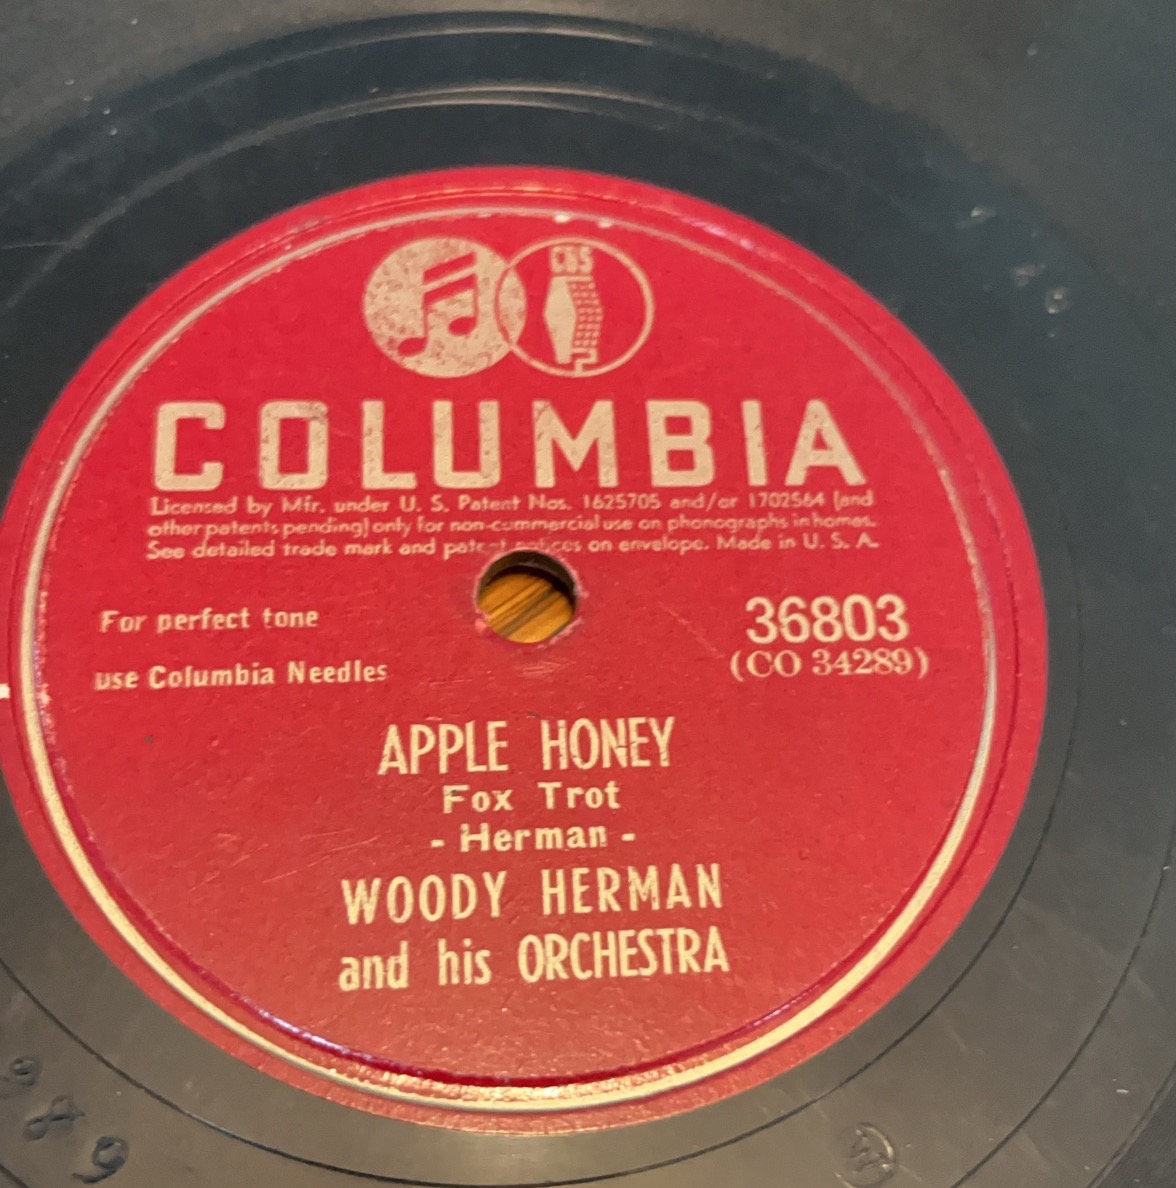 CBS
COLUMBIA
Licensed by Mfr. under U. S. Patent Nos. 1625705 and/or 1702564 (and
other patents pending) only for non-commercial use on phonographs in homes.
See detailed trade mark and patent notices on envelope. Made in U. S. A.
For perfect tone
use Columbia Needles
36803
(CO 34289)
APPLE HONEY
Fox Trot
- Herman -
WOODY HERMAN
and his ORCHESTRA